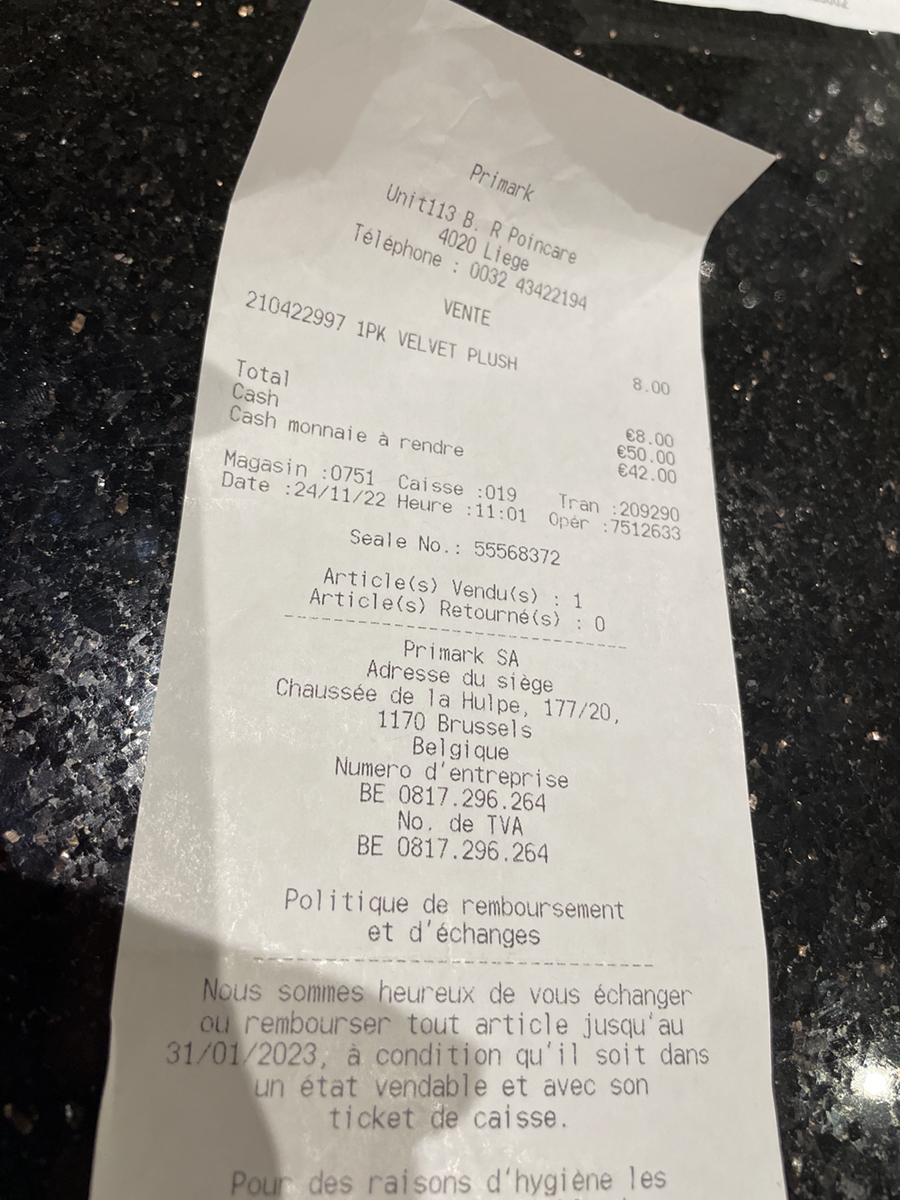 Primark
Unit113 B. R Poincare
4020 Liege
Téléphone : 0032 43422194
VENTE
210422997 1PK VELVET PLUSH 8.00
Total €8.00
Cash €50.00
Cash monnaie à rendre €42.00
Magasin :0751 Caisse :019 Tran :209290
Date :24/11/22 Heure :11:01 Opér :7512633
Seale No.: 55568372
Article(s) Vendu(s) : 1
Article(s) Retourné(s) : 0
Primark SA
Adresse du siège
Chaussée de la Hulpe, 177/20,
1170 Brussels
Belgique
Numero d'entreprise
BE 0817.296.264
No. de TVA
BE 0817.296.264
Politique de remboursement
et d'échanges
Nous sommes heureux de vous échanger
ou rembourser tout article jusqu'au
31/01/2023, à condition qu'il soit dans
un état vendable et avec son
ticket de caisse.
Pour des raisons d'hygiène les